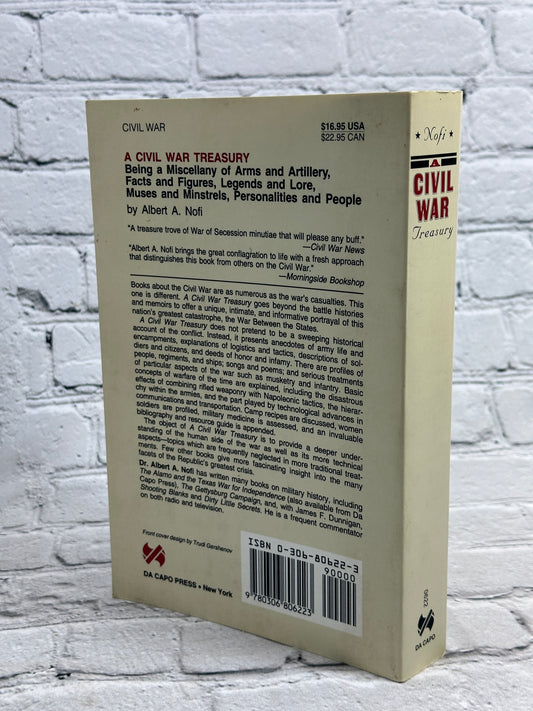 CIVIL WAR
$16.95 USA
$22.95 CAN
A CIVIL WAR TREASURY
Being a Miscellany of Arms and Artillery,
Facts and Figures, Legends and Lore,
Muses and Minstrels, Personalities and People
by Albert A. Nofi
"A treasure trove of War of Secession minutiae that will please any buff."
—Civil War News
"Albert A. Nofi brings the great conflagration to life with a fresh approach
that distinguishes this book from others on the Civil War."
—Morningside Bookshop
Books about the Civil War are as numerous as the war's casualties. This
one is different. A Civil War Treasury goes beyond the battle histories
and memoirs to offer a unique, intimate, and informative portrayal of this
nation's greatest catastrophe, the War Between the States.
A Civil War Treasury does not pretend to be a sweeping historical
account of the conflict. Instead, it presents anecdotes of army life and
encampments, explanations of logistics and tactics, descriptions of sol-
diers and citizens, and deeds of honor and infamy. There are profiles of
people, regiments, and ships; songs and poems; and serious treatments
of particular aspects of the war such as musketry and infantry. Basic
concepts of warfare of the time are explained, including the disastrous
effects of combining rifled weaponry with Napoleonic tactics, the hierar-
chy within the armies, and the part played by technological advances in
communications and transportation. Camp recipes are discussed, women
soldiers are profiled, military medicine is assessed, and an invaluable
bibliography and resource guide is appended.
The object of A Civil War Treasury is to provide a deeper under-
standing of the human side of the war as well as its more technical
aspects—topics which are frequently neglected in more traditional treat-
ments. Few other books give more fascinating insight into the many
facets of the Republic's greatest crisis.
Dr. Albert A. Nofi has written many books on military history, including
The Alamo and the Texas War for Independence (also available from Da
Capo Press), The Gettysburg Campaign, and, with James F. Dunnigan,
Shooting Blanks and Dirty Little Secrets. He is a frequent commentator
on both radio and television.
Front cover design by Trudi Gershenov
DA CAPO PRESS • New York
ISBN 0-306-80622-3
90000
9 780306 806223
★ Nofi ★
A
CIVIL
WAR
Treasury
0622
DA CAPO